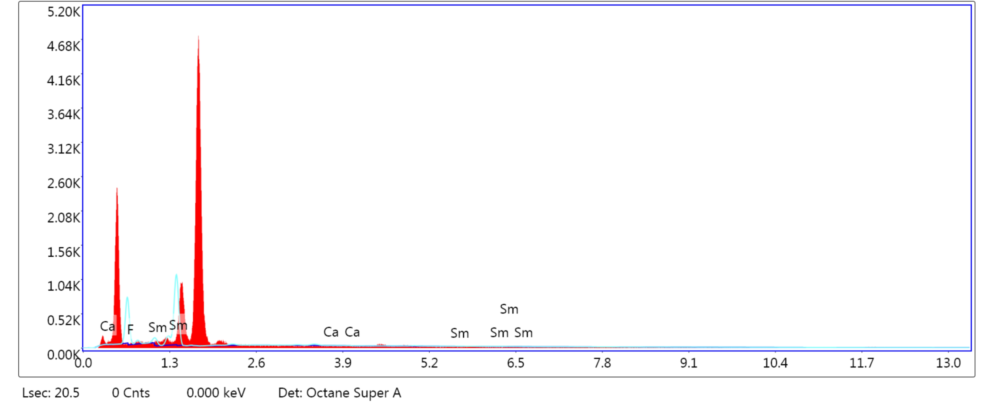 5.20K
4.68K
4.16K
3.64K
3.12K
2.60K
2.08K
1.56K
1.04K
0.52K
0.00K
Sm
Ca F Sm Sm Ca Ca Sm Sm Sm
0.0 1.3 2.6 3.9 5.2 6.5 7.8 9.1 10.4 11.7 13.0
Lsec: 20.5 0 Cnts 0.000 keV Det: Octane Super A